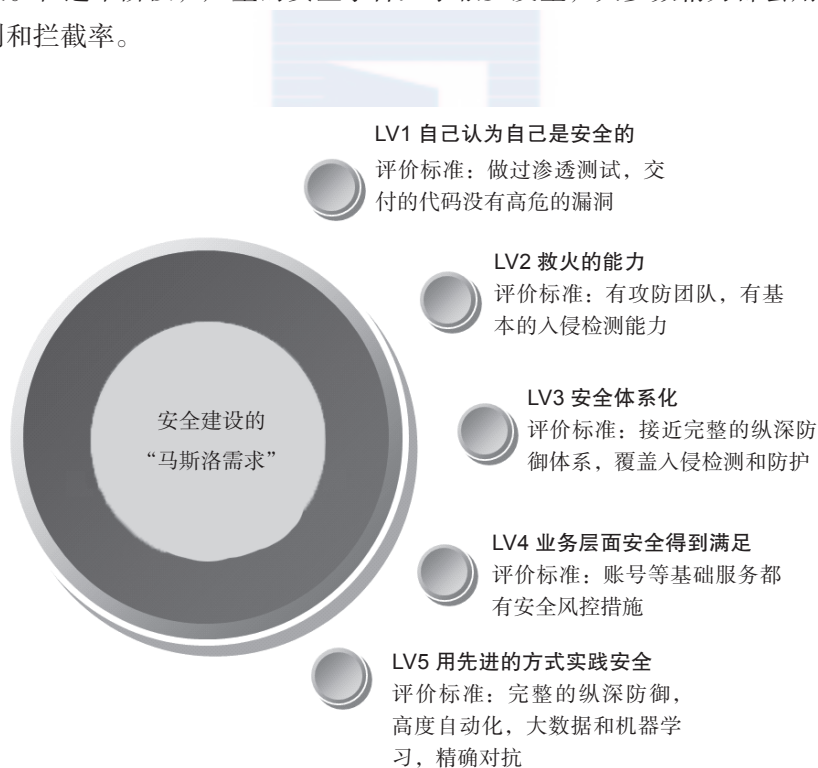 和拦截率。
LV1 自己认为自己是安全的
评价标准：做过渗透测试，交
付的代码没有高危的漏洞
LV2 救火的能力
评价标准：有攻防团队，有基
本的入侵检测能力
LV3 安全体系化
评价标准：接近完整的纵深防
御体系，覆盖入侵检测和防护
安全建设的
“马斯洛需求”
LV4 业务层面安全得到满足
评价标准：账号等基础服务都
有安全风控措施
LV5 用先进的方式实践安全
评价标准：完整的纵深防御，
高度自动化，大数据和机器学
习，精确对抗